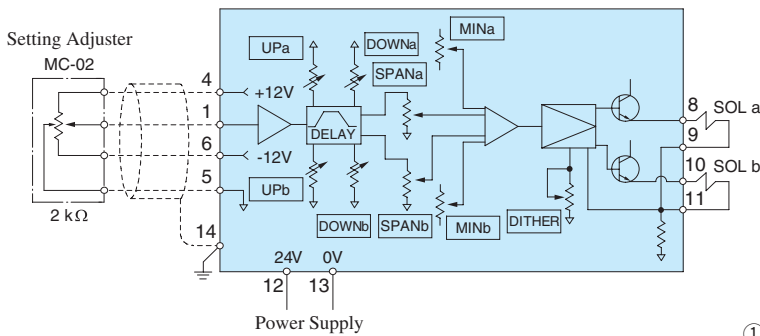 Setting Adjuster
MC-02
2 kΩ
4
+12V
1
6
-12V
5
14
UPa
DOWNa
SPANa
MINa
DELAY
UPb
DOWNb
SPANb
MINb
DITHER
8
SOL a
9
10
SOL b
11
24V
0V
12
13
Power Supply
①